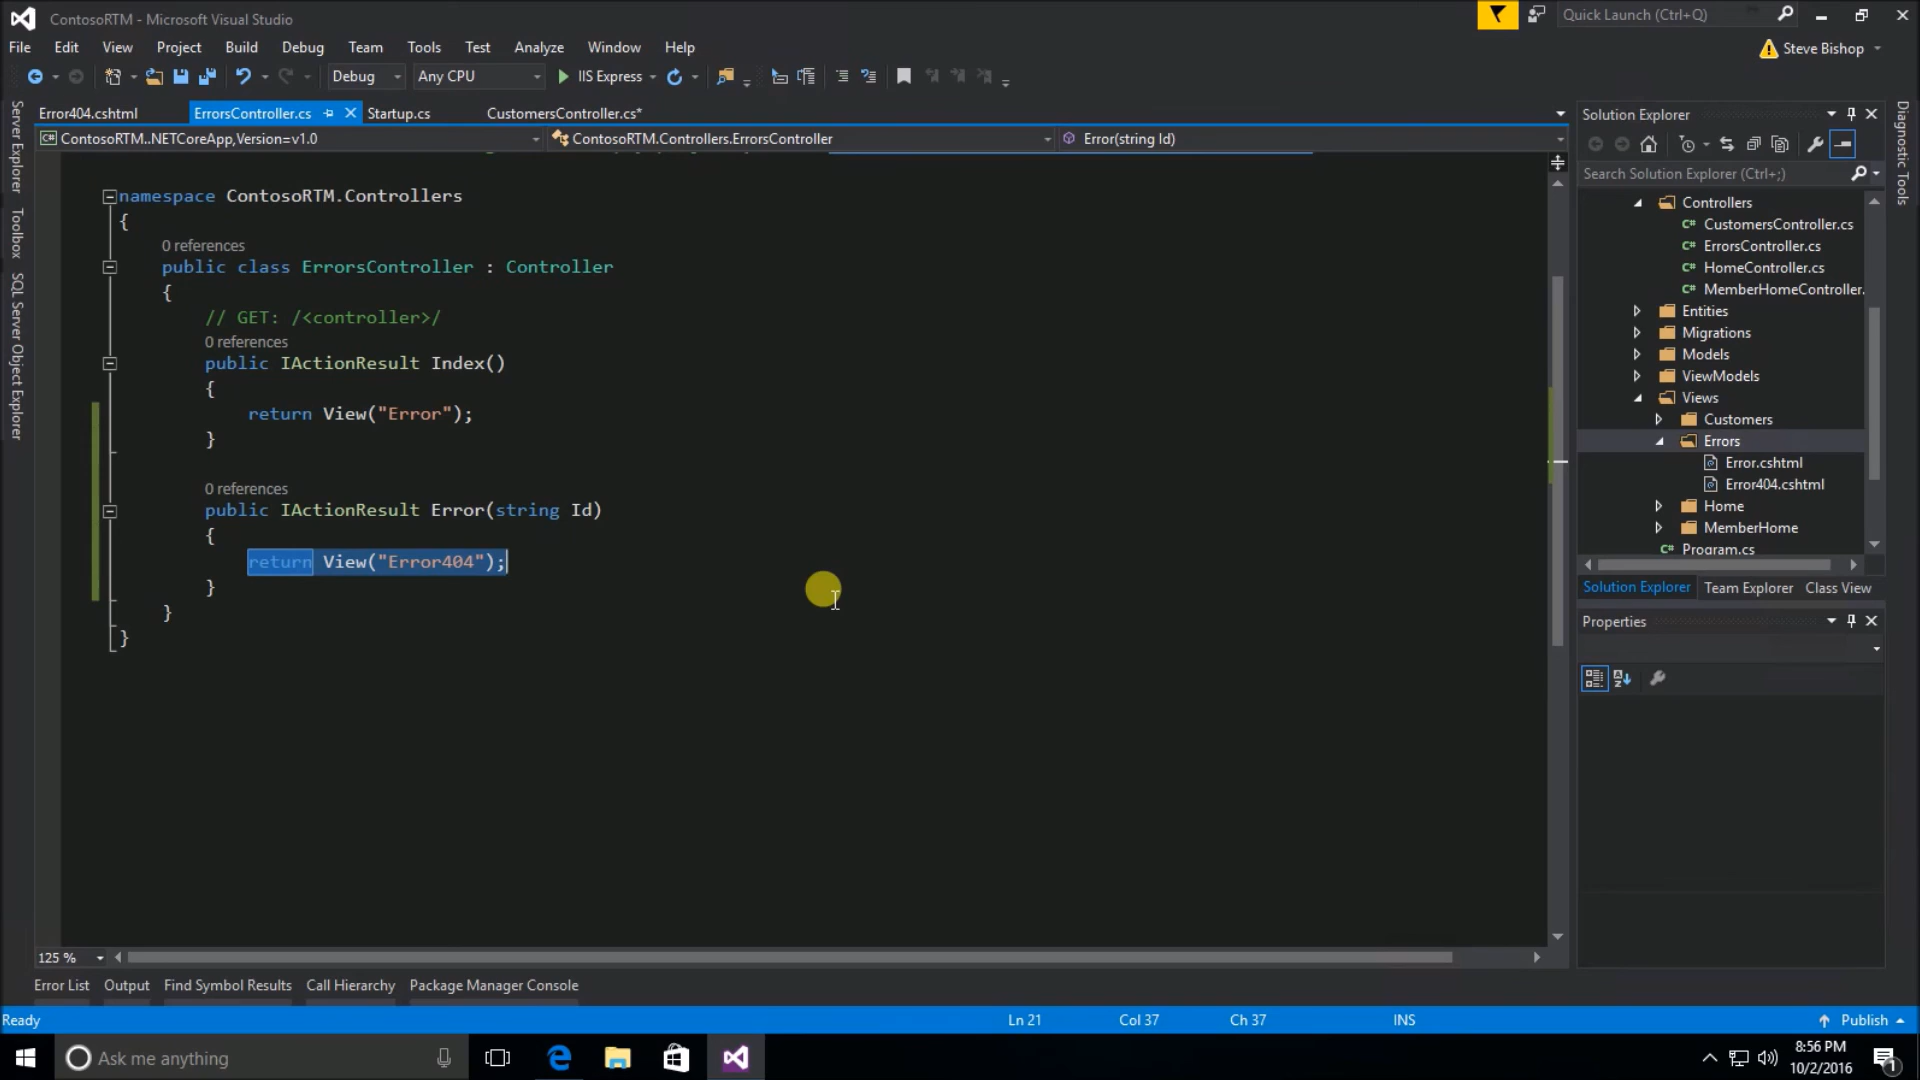 ContosoRTM - Microsoft Visual Studio
Quick Launch (Ctrl+Q)
File Edit View Project Build Debug Team Tools Test Analyze Window Help
Steve Bishop
Debug Any CPU IIS Express
Error404.cshtml ErrorsController.cs Startup.cs CustomersController.cs*
ContosoRTM..NETCoreApp,Version=v1.0 ContosoRTM.Controllers.ErrorsController Error(string Id)
namespace ContosoRTM.Controllers
{
0 references
public class ErrorsController : Controller
{
// GET: /<controller>/
0 references
public IActionResult Index()
{
return View("Error");
}
0 references
public IActionResult Error(string Id)
{
return View("Error404");
}
}
}
Server Explorer
Toolbox
SQL Server Object Explorer
Solution Explorer
Search Solution Explorer (Ctrl+;)
Controllers
C# CustomersController.cs
C# ErrorsController.cs
C# HomeController.cs
C# MemberHomeController.
Entities
Migrations
Models
ViewModels
Views
Customers
Errors
Error.cshtml
Error404.cshtml
Home
MemberHome
C# Program.cs
Solution Explorer Team Explorer Class View
Properties
Diagnostic Tools
125 %
Error List Output Find Symbol Results Call Hierarchy Package Manager Console
Ready Ln 21 Col 37 Ch 37 INS Publish
Ask me anything
8:56 PM
10/2/2016
1